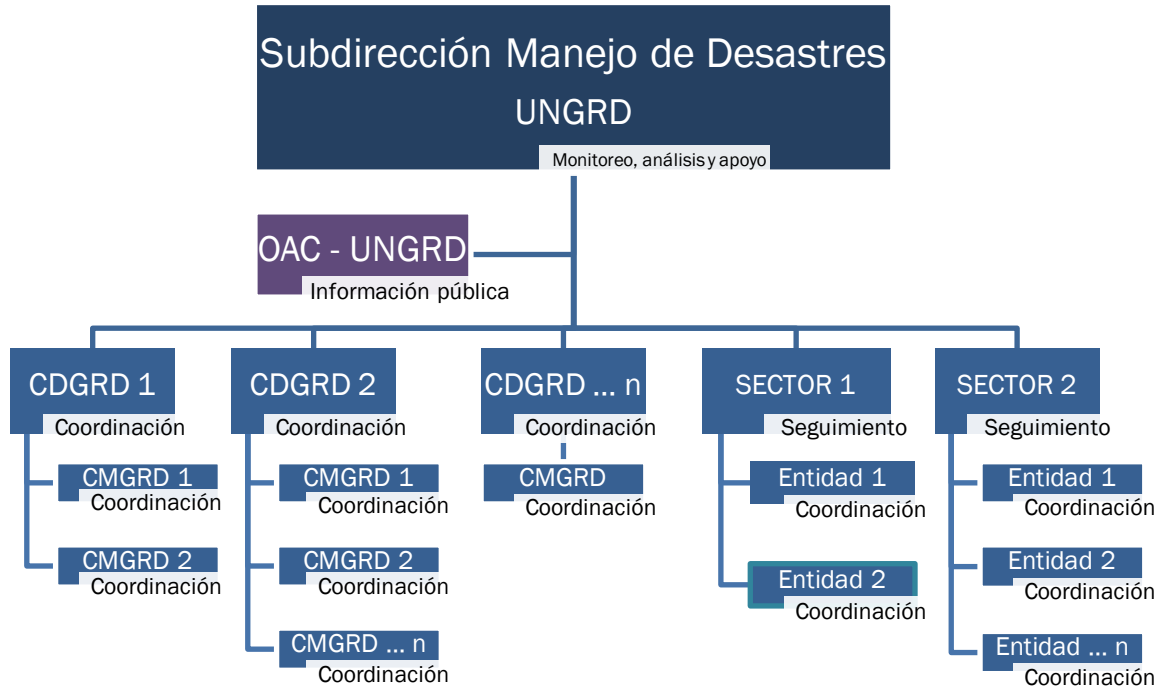 Subdirección Manejo de Desastres
UNGRD
Monitoreo, análisis y apoyo
OAC - UNGRD
Información pública
CDGRD 1
Coordinación
CMGRD 1
Coordinación
CMGRD 2
Coordinación
CDGRD 2
Coordinación
CMGRD 1
Coordinación
CMGRD 2
Coordinación
CMGRD ... n
Coordinación
CDGRD ... n
Coordinación
CMGRD
Coordinación
SECTOR 1
Seguimiento
Entidad 1
Coordinación
Entidad 2
Coordinación
SECTOR 2
Seguimiento
Entidad 1
Coordinación
Entidad 2
Coordinación
Entidad ... n
Coordinación